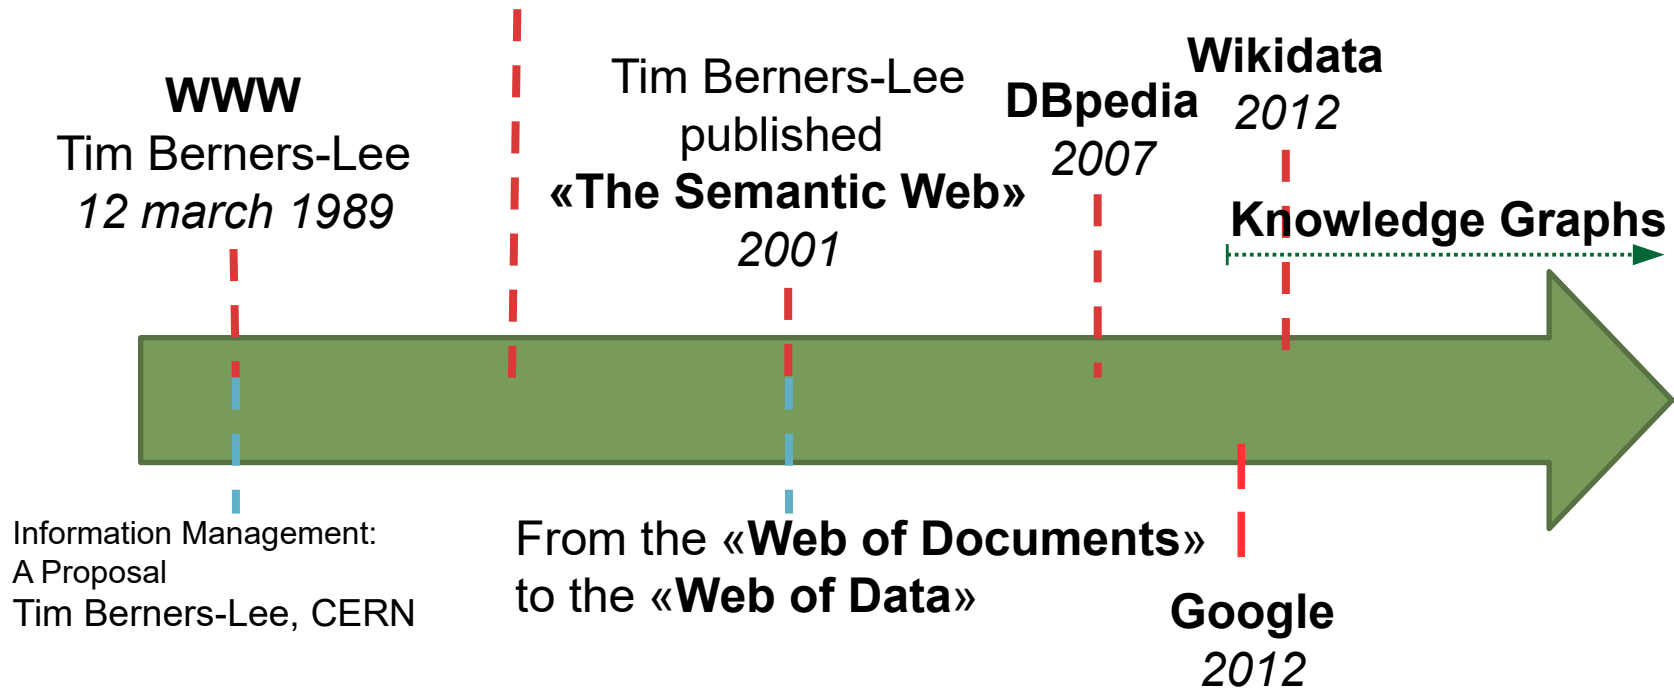 WWW
Tim Berners-Lee
12 march 1989
Tim Berners-Lee
published
«The Semantic Web»
2001
DBpedia
2007
Wikidata
2012
Knowledge Graphs
Information Management:
A Proposal
Tim Berners-Lee, CERN
From the «Web of Documents»
to the «Web of Data»
Google
2012